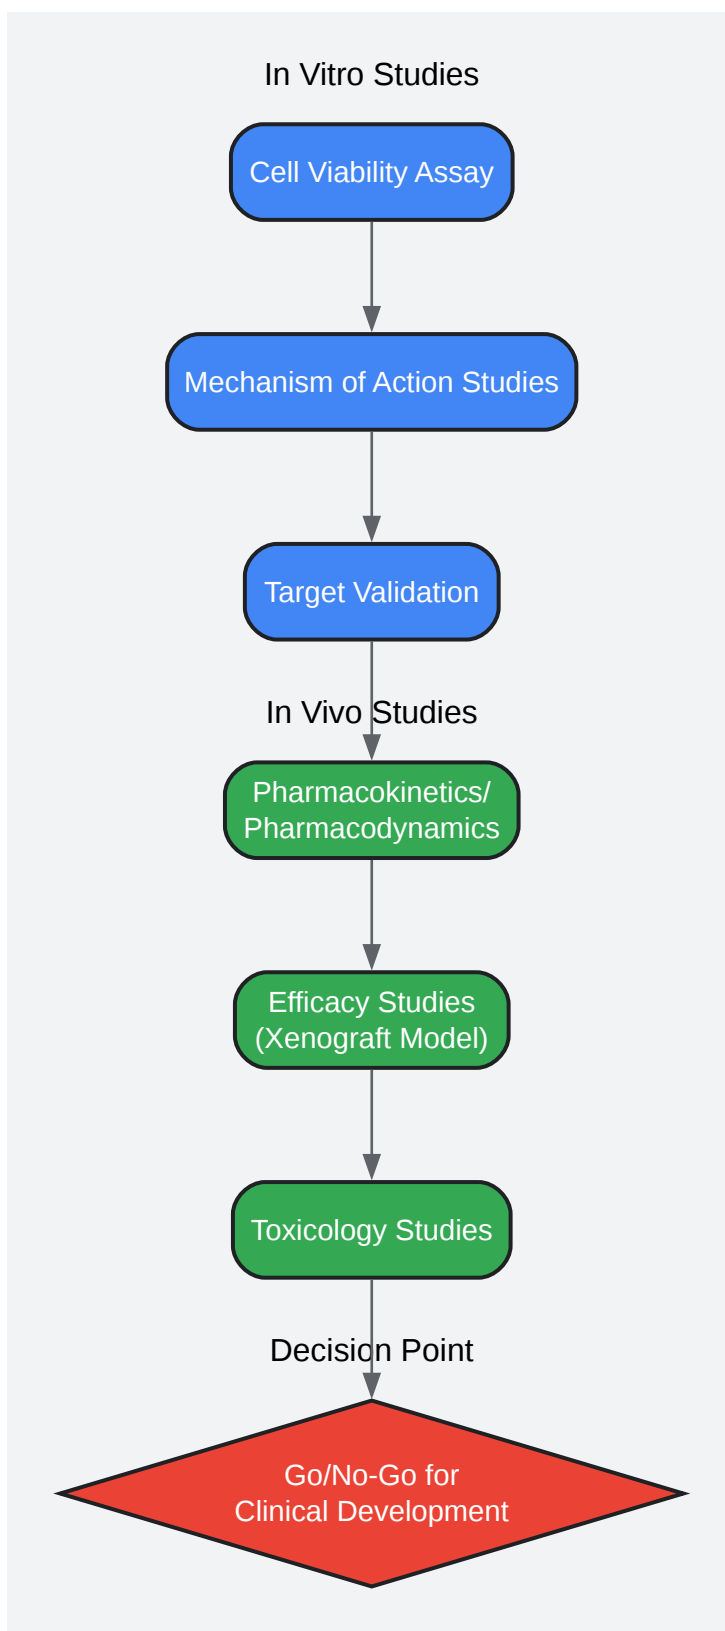 In Vitro Studies
Cell Viability Assay
Mechanism of Action Studies
Target Validation
In Vivo Studies
Pharmacokinetics/
Pharmacodynamics
Efficacy Studies
(Xenograft Model)
Toxicology Studies
Decision Point
Go/No-Go for
Clinical Development